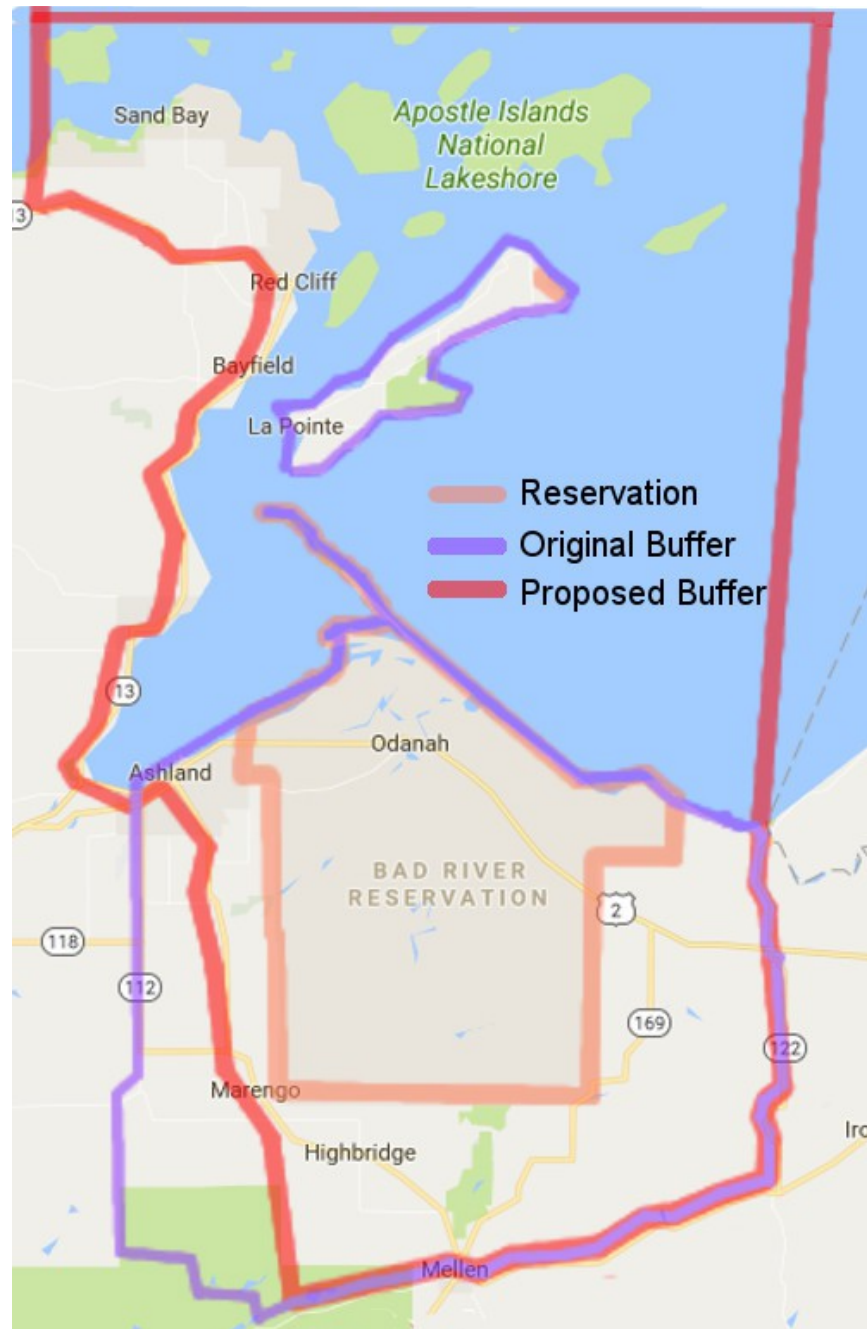 Sand Bay
Apostle Islands
National
Lakeshore
13
Red Cliff
Bayfield
La Pointe
Reservation
Original Buffer
Proposed Buffer
13
Odanah
Ashland
BAD RIVER
RESERVATION
2
118
112
169
122
Marengo
Highbridge
Iro
Mellen